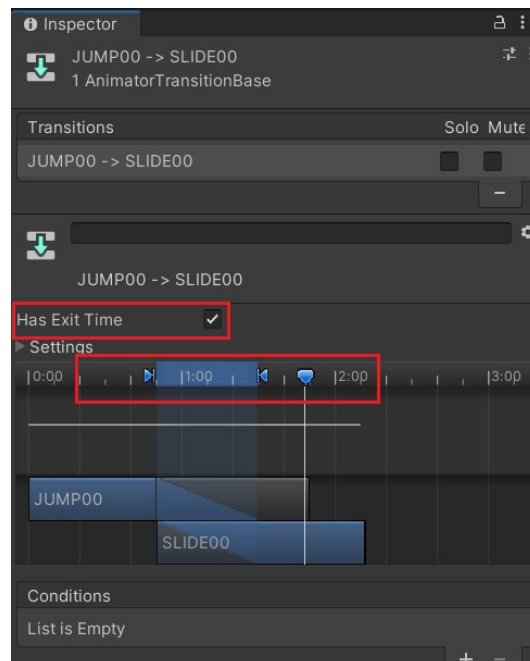 Inspector
JUMP00 -> SLIDE00
1 AnimatorTransitionBase
Transitions Solo Mute
JUMP00 -> SLIDE00
JUMP00 -> SLIDE00
Has Exit Time
Settings
|0:00 |1:00 |2:00 |3:00
JUMP00
SLIDE00
Conditions
List is Empty